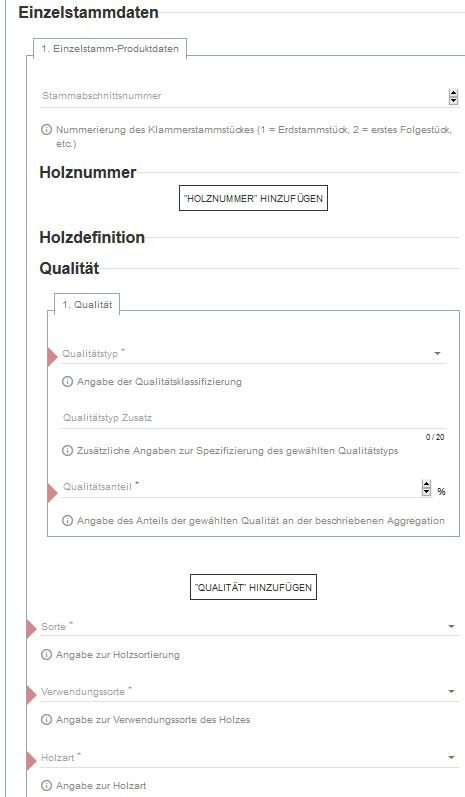 Einzelstammdaten
1. Einzelstamm-Produktdaten
Stammabschnittsnummer
Nummerierung des Klammerstammstückes (1 = Erdstammstück, 2 = erstes Folgestück,
etc.)
Holznummer
"HOLZNUMMER" HINZUFÜGEN
Holzdefinition
Qualität
1. Qualität
Qualitätstyp *
Angabe der Qualitätsklassifizierung
Qualitätstyp Zusatz
0 / 20
Zusätzliche Angaben zur Spezifizierung des gewählten Qualitätstyps
Qualitätsanteil *
%
Angabe des Anteils der gewählten Qualität an der beschriebenen Aggregation
"QUALITÄT" HINZUFÜGEN
Sorte *
Angabe zur Holzsortierung
Verwendungssorte *
Angabe zur Verwendungssorte des Holzes
Holzart *
Angabe zur Holzart